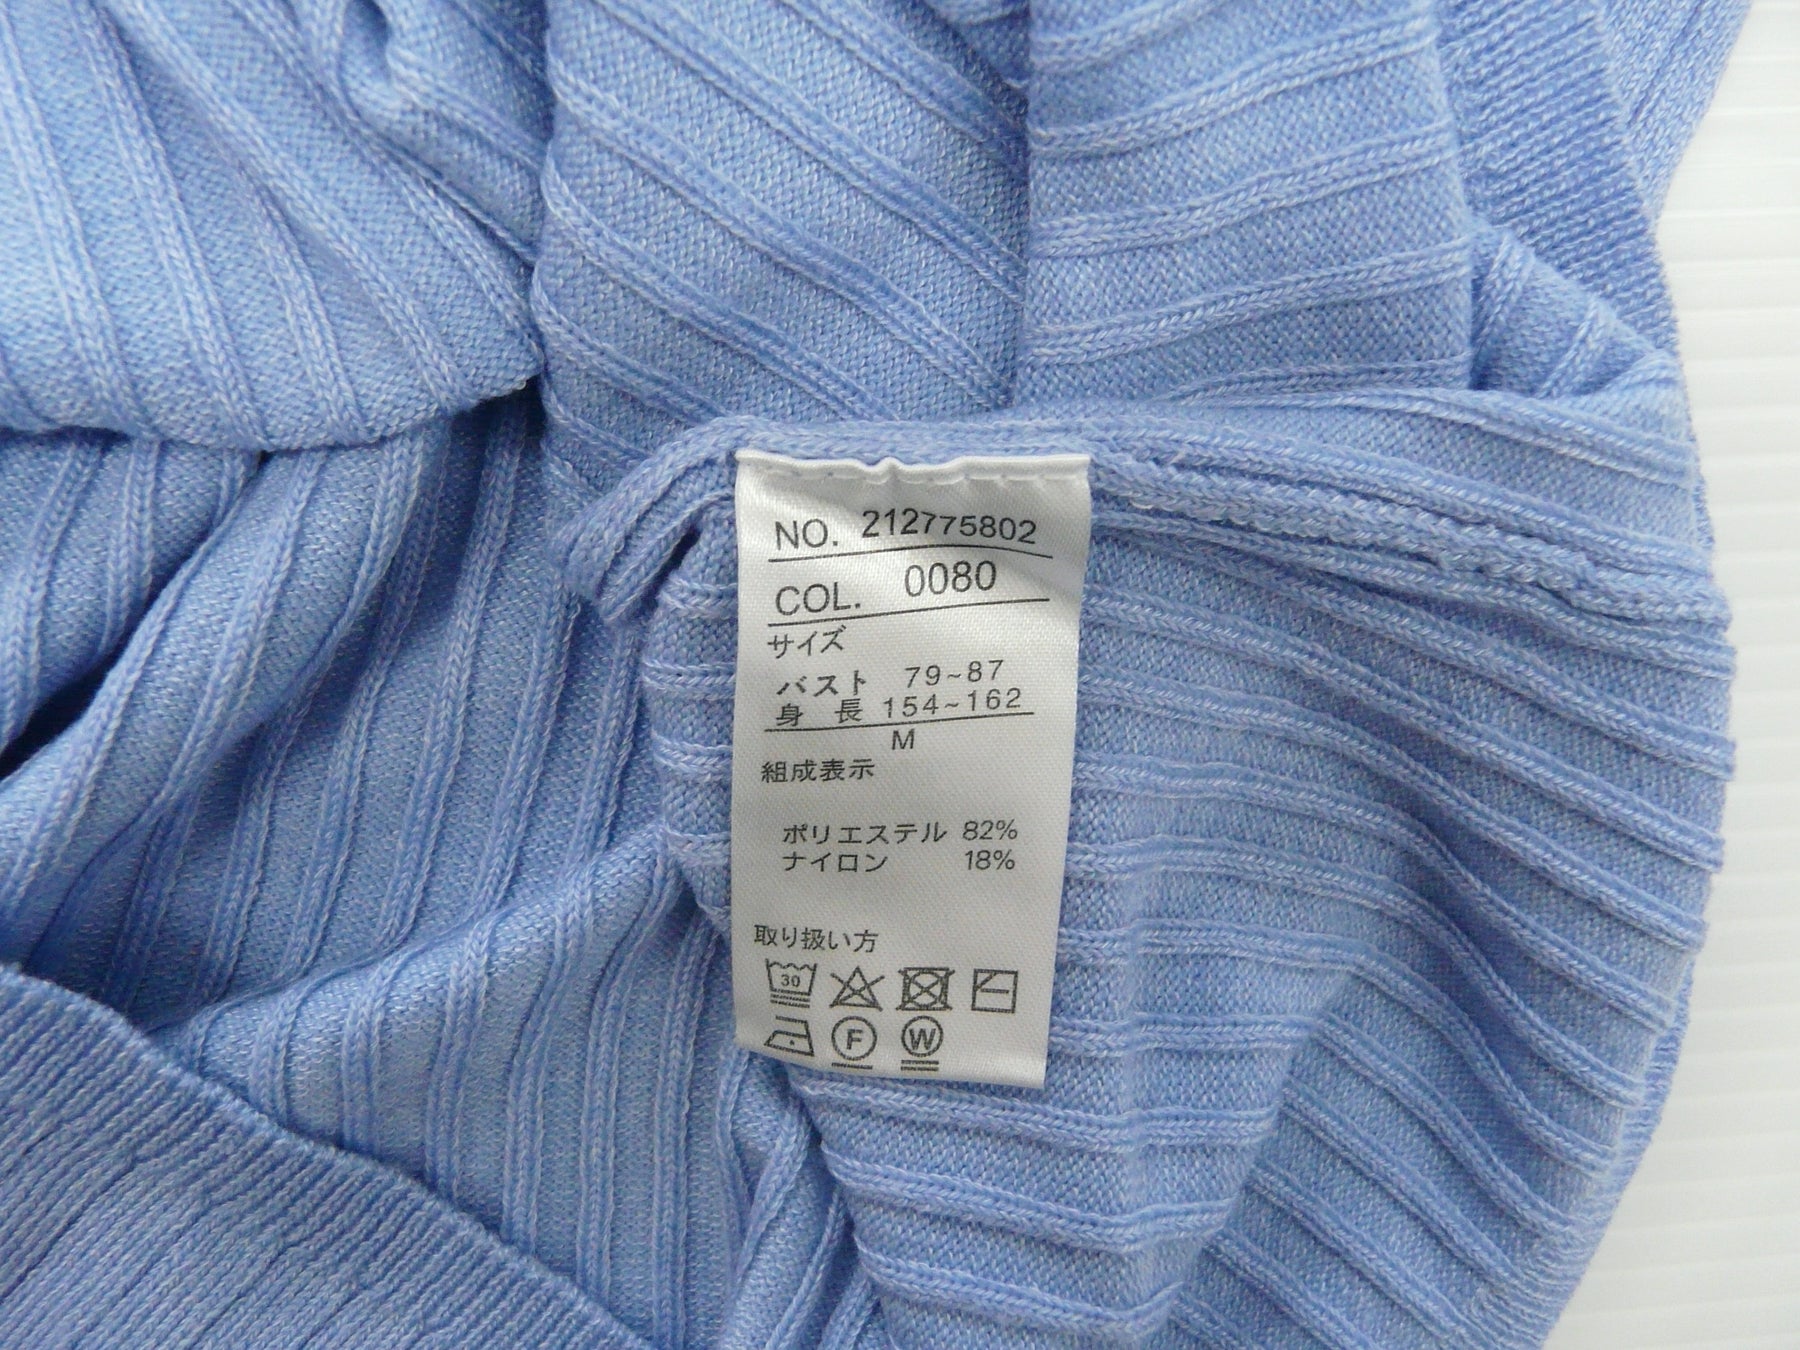 NO. 212775802
COL. 0080
サイズ
バスト 79~87
身 長 154~162
M
組成表示
ポリエステル 82%
ナイロン 18%
取り扱い方
30
F W